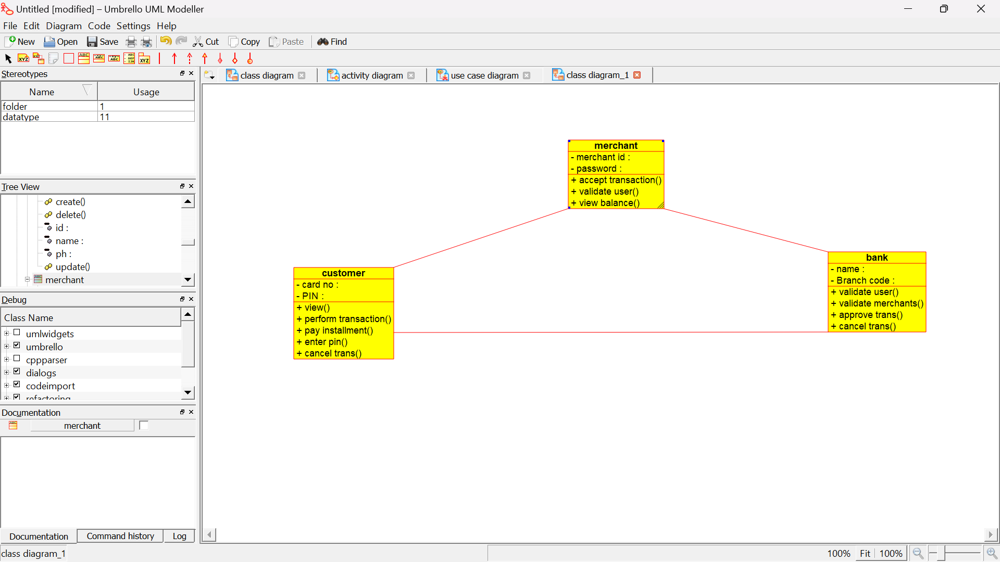 Untitled [modified] – Umbrello UML Modeller
File Edit Diagram Code Settings Help
New Open Save Cut Copy Paste Find
Stereotypes
Name Usage
folder 1
datatype 11
Tree View
create()
delete()
id :
name :
ph :
update()
merchant
Debug
Class Name
umlwidgets
umbrello
cppparser
dialogs
codeimport
refactoring
Documentation
merchant
Documentation Command history Log
class diagram activity diagram use case diagram class diagram_1
merchant
- merchant id :
- password :
+ accept transaction()
+ validate user()
+ view balance()
customer
- card no :
- PIN :
+ view()
+ perform transaction()
+ pay installment()
+ enter pin()
+ cancel trans()
bank
- name :
- Branch code :
+ validate user()
+ validate merchants()
+ approve trans()
+ cancel trans()
class diagram_1
100% Fit 100%